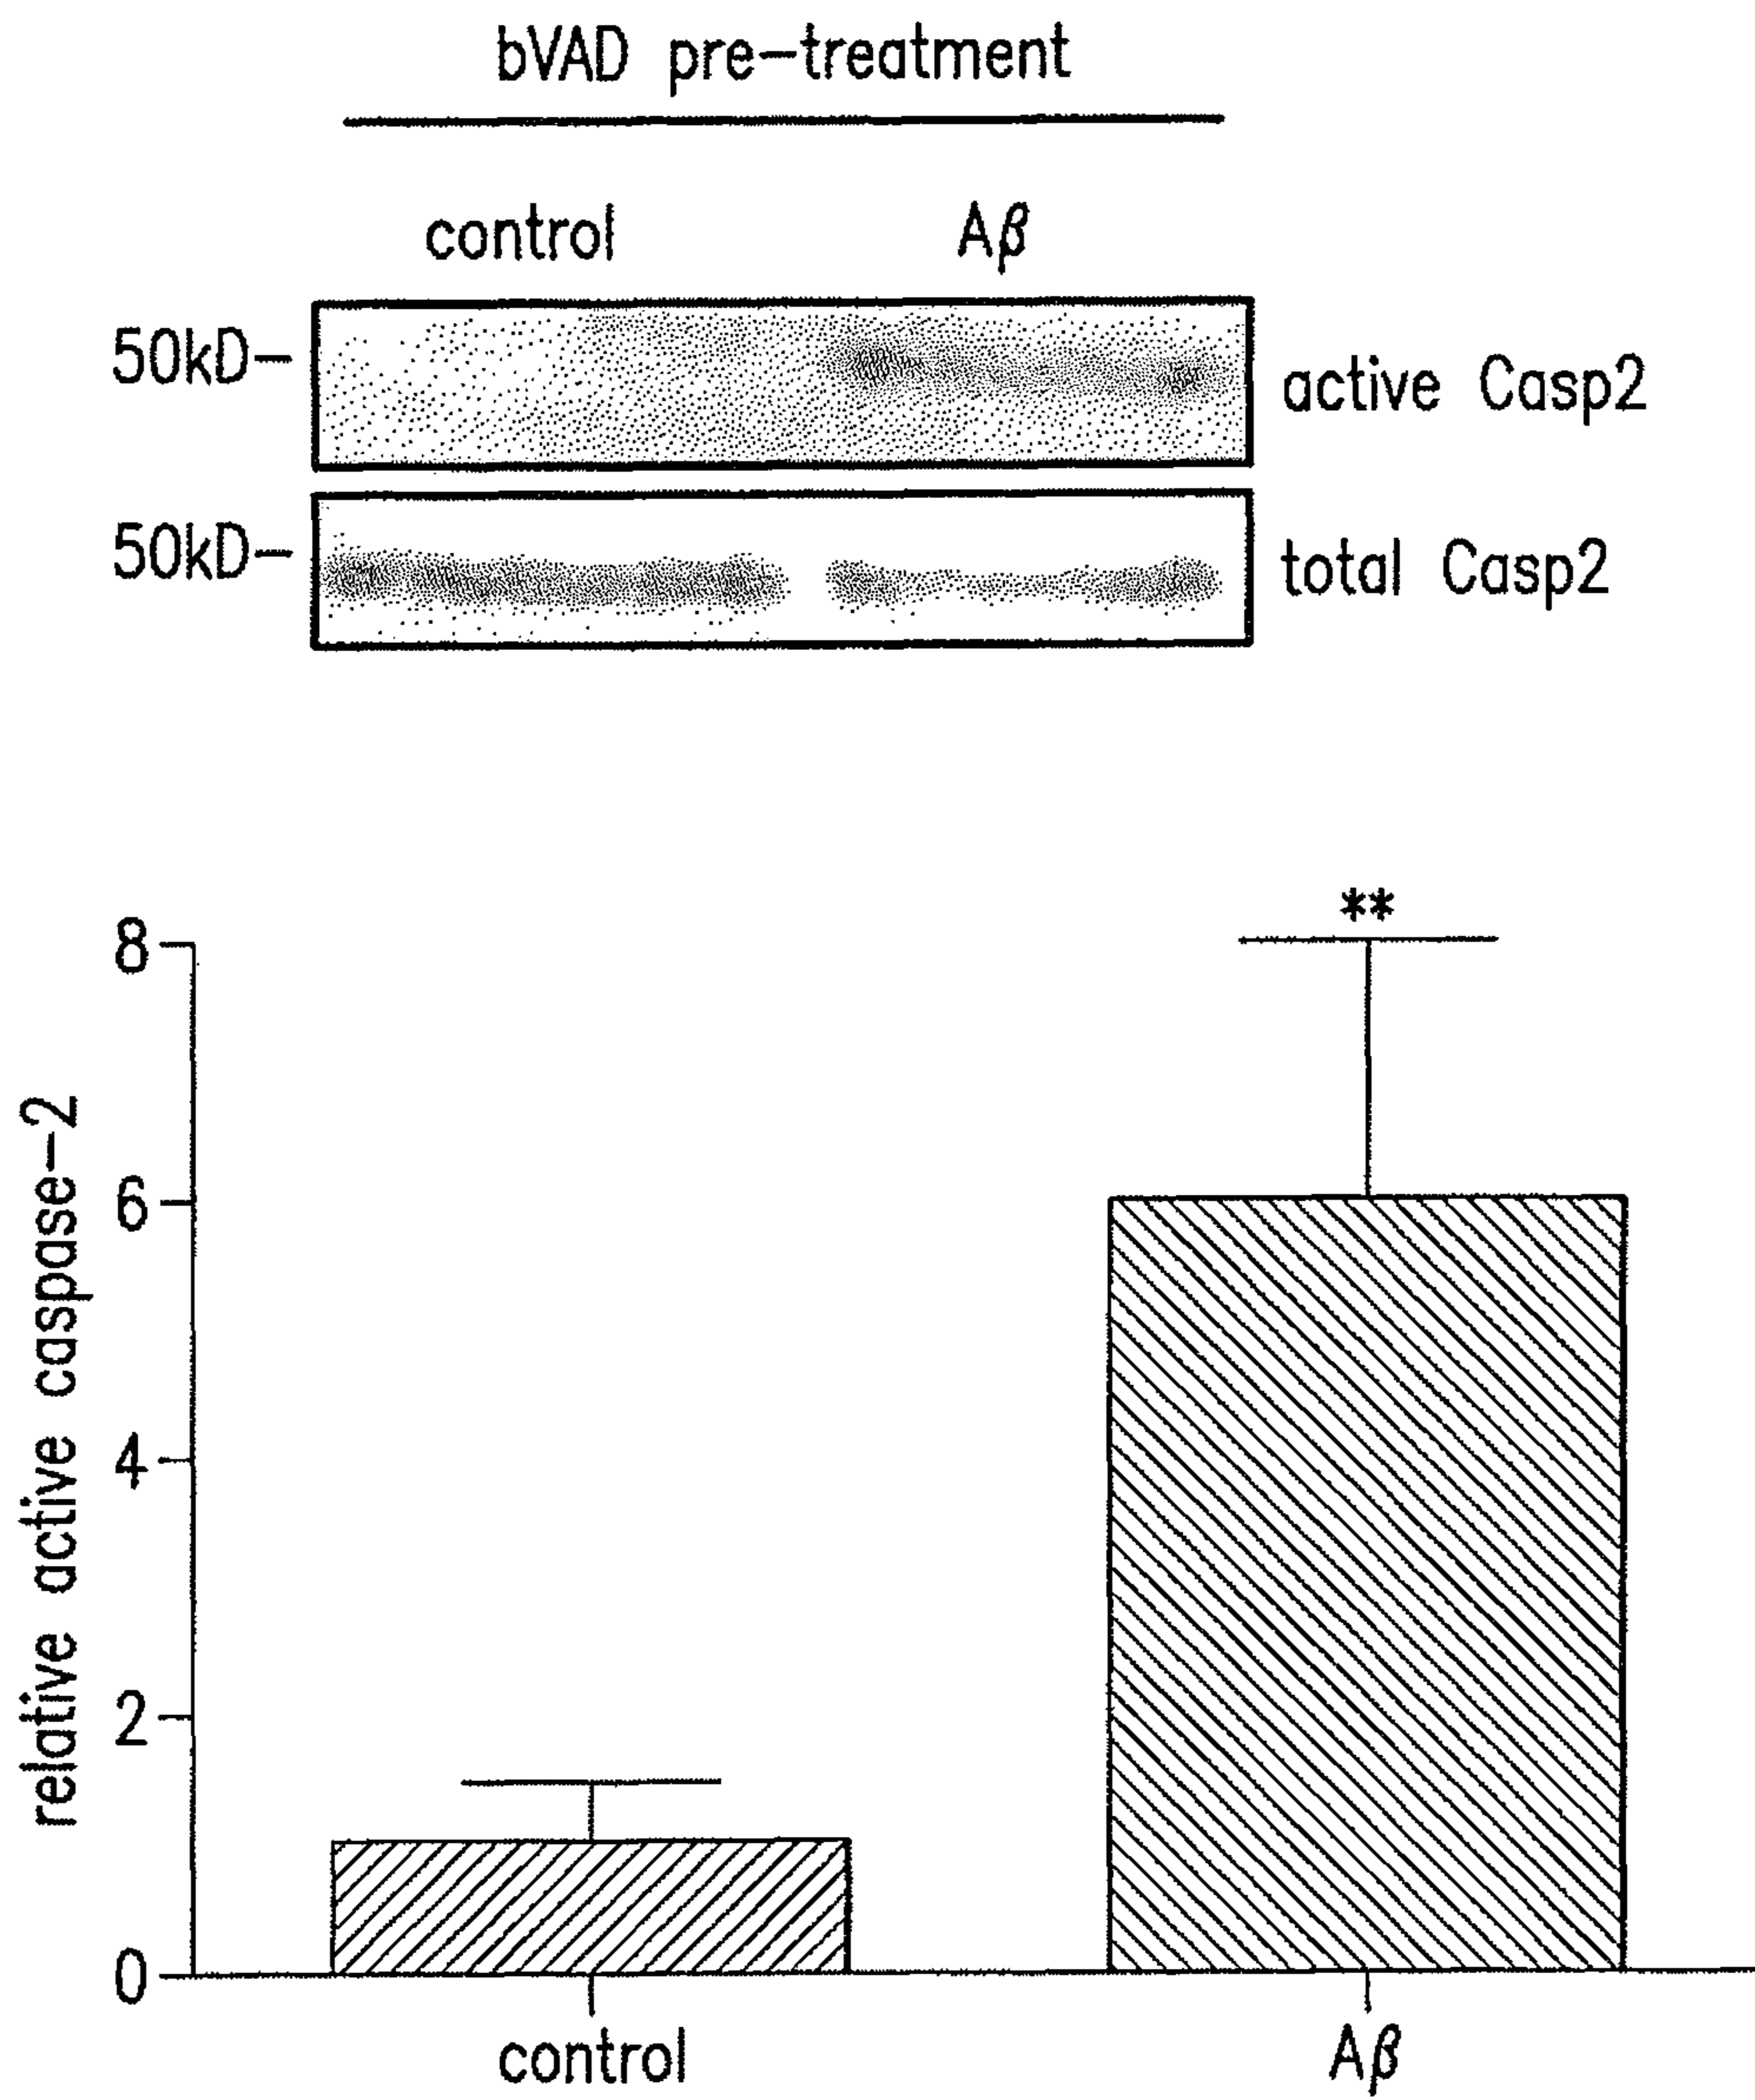 bVAD pre-treatment
control Aβ
50kD- active Casp2
50kD- total Casp2
**
8
6
4
2
0
relative active caspase-2
control Aβ